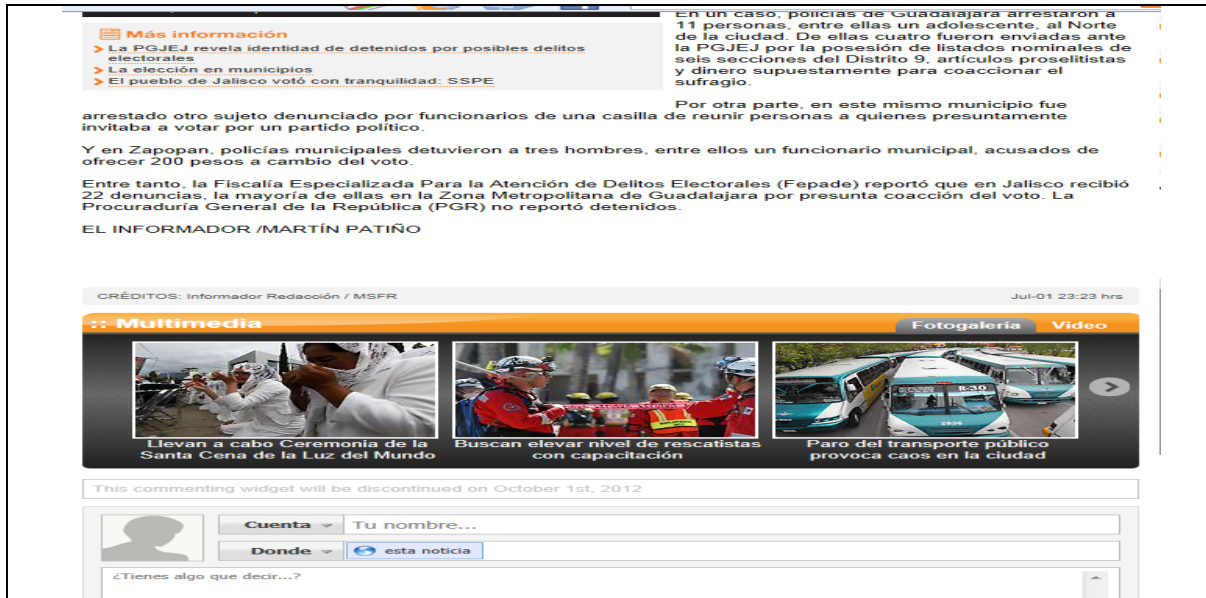 En un caso, policías de Guadalajara arrestaron a
11 personas, entre ellas un adolescente, al Norte
de la ciudad. De ellas cuatro fueron enviadas ante
la PGJEJ por la posesión de listados nominales de
seis secciones del Distrito 9, artículos proselitistas
y dinero supuestamente para coaccionar el
sufragio.
Más información
La PGJEJ revela identidad de detenidos por posibles delitos
electorales
La elección en municipios
El pueblo de Jalisco votó con tranquilidad: SSPE
Por otra parte, en este mismo municipio fue
arrestado otro sujeto denunciado por funcionarios de una casilla de reunir personas a quienes presuntamente
invitaba a votar por un partido político.
Y en Zapopan, policías municipales detuvieron a tres hombres, entre ellos un funcionario municipal, acusados de
ofrecer 200 pesos a cambio del voto.
Entre tanto, la Fiscalía Especializada Para la Atención de Delitos Electorales (Fepade) reportó que en Jalisco recibió
22 denuncias, la mayoría de ellas en la Zona Metropolitana de Guadalajara por presunta coacción del voto. La
Procuraduría General de la República (PGR) no reportó detenidos.
EL INFORMADOR /MARTÍN PATIÑO
CRÉDITOS: Informador Redacción / MSFR
Jul-01 23:23 hrs
:: Multimedia
Fotogalería Video
R-30
Llevan a cabo Ceremonia de la
Santa Cena de la Luz del Mundo
Buscan elevar nivel de rescatistas
con capacitación
Paro del transporte público
provoca caos en la ciudad
This commenting widget will be discontinued on October 1st, 2012
Cuenta Tu nombre...
Donde esta noticia
¿Tienes algo que decir...?